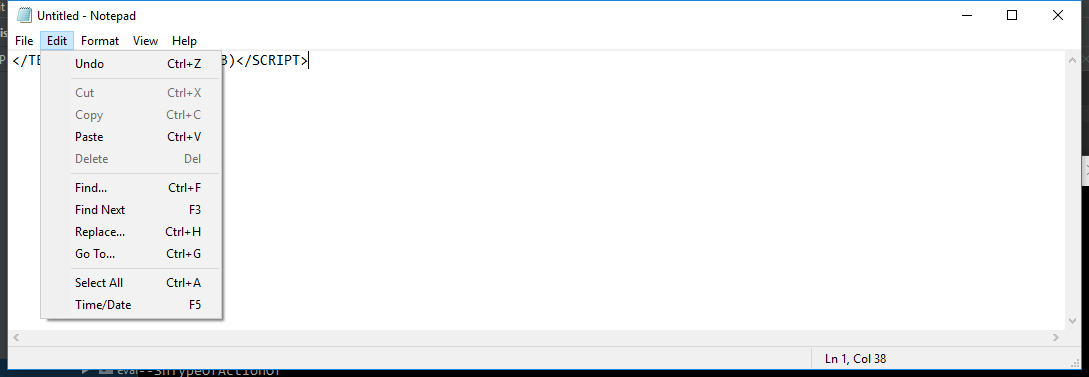 Untitled - Notepad
File Edit Format View Help
</TE 3)</SCRIPT>
Undo Ctrl+Z
Cut Ctrl+X
Copy Ctrl+C
Paste Ctrl+V
Delete Del
Find... Ctrl+F
Find Next F3
Replace... Ctrl+H
Go To... Ctrl+G
Select All Ctrl+A
Time/Date F5
Ln 1, Col 38